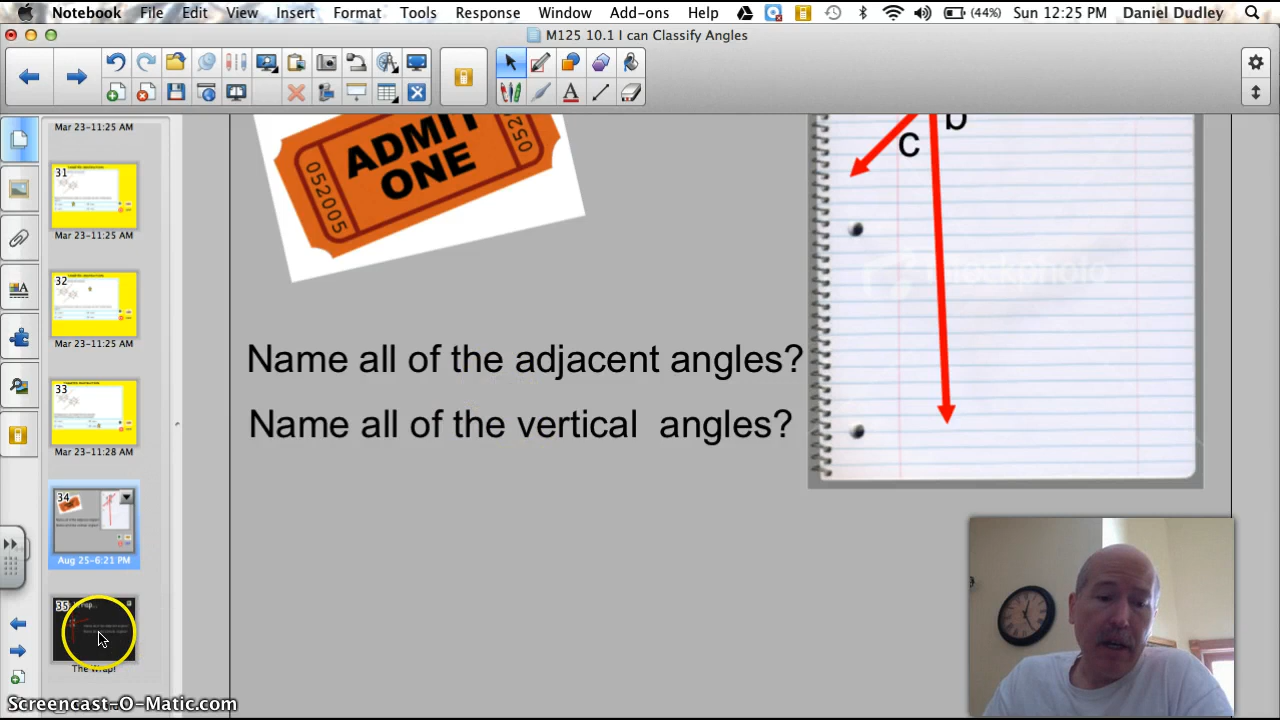 Notebook File Edit View Insert Format Tools Response Window Add-ons Help (44%) Sun 12:25 PM Daniel Dudley
M125 10.1 I can Classify Angles
Mar 23-11:25 AM
31
Mar 23-11:25 AM
32
Mar 23-11:25 AM
33
Mar 23-11:28 AM
34
Aug 25-6:21 PM
35
The Wrap!
ADMIT
ONE
052005
0520
b
c
Name all of the adjacent angles?
Name all of the vertical  angles?
Screencast-O-Matic.com